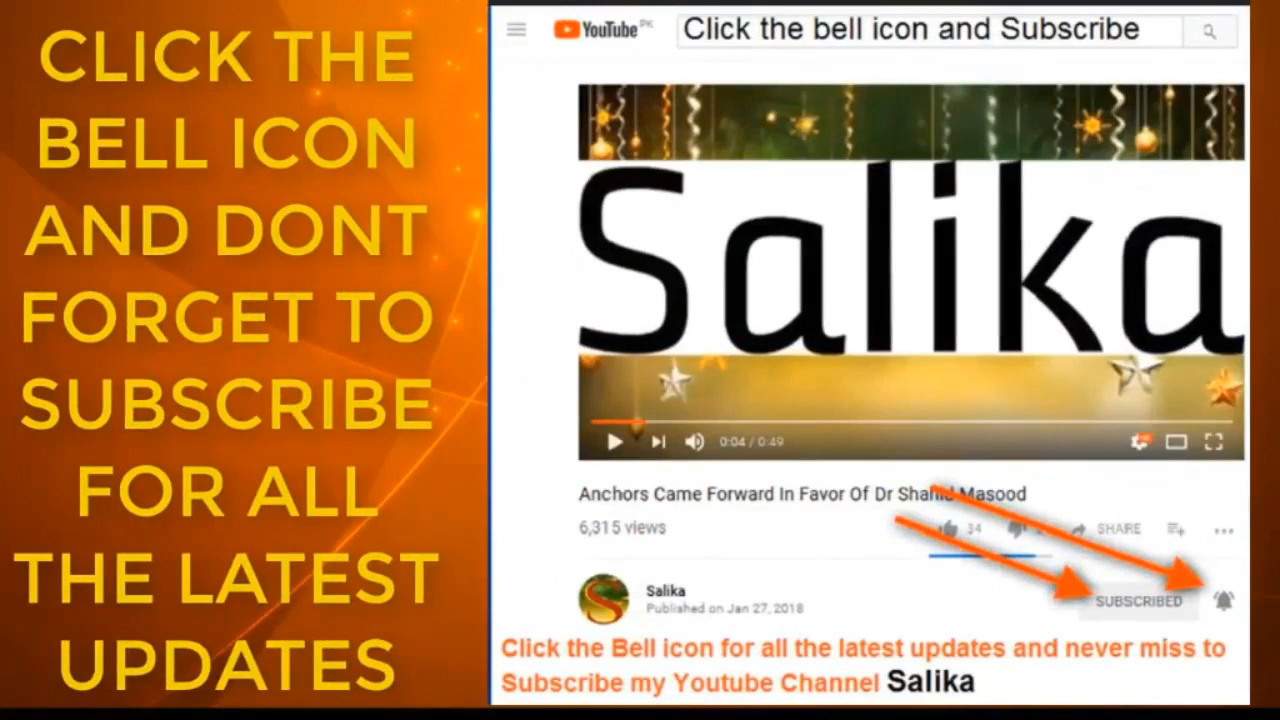 CLICK THE
BELL ICON
AND DONT
FORGET TO
SUBSCRIBE
FOR ALL
THE LATEST
UPDATES
YouTube PK
Click the bell icon and Subscribe
Salika
0:04 / 0:49
Anchors Came Forward In Favor Of Dr Shahid Masood
6,315 views
34
SHARE
Salika
SUBSCRIBED
Published on Jan 27, 2018
Click the Bell icon for all the latest updates and never miss to
Subscribe my Youtube Channel Salika